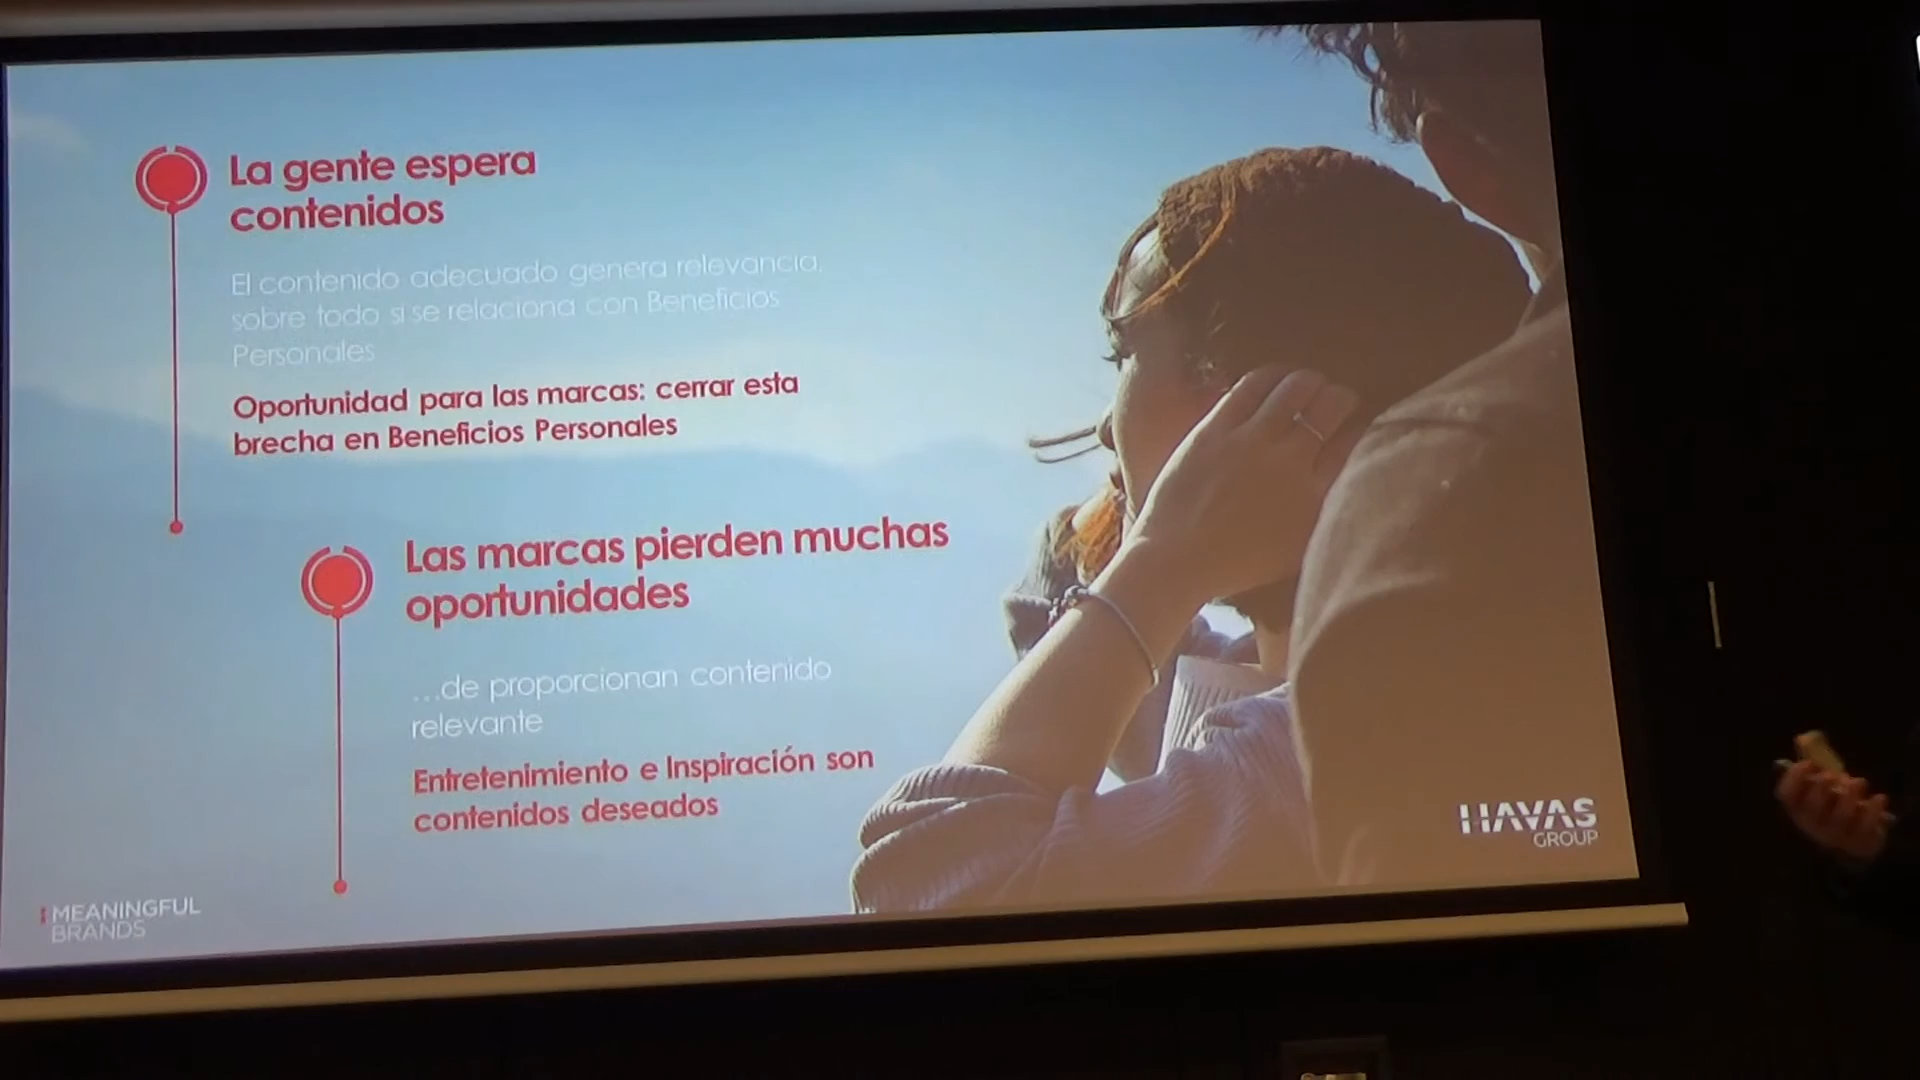 La gente espera
contenidos
El contenido adecuado genera relevancia,
sobre todo si se relaciona con Beneficios
Personales
Oportunidad para las marcas: cerrar esta
brecha en Beneficios Personales
Las marcas pierden muchas
oportunidades
...de proporcionan contenido
relevante
Entretenimiento e Inspiración son
contenidos deseados
MEANINGFUL
BRANDS
HAVAS
GROUP